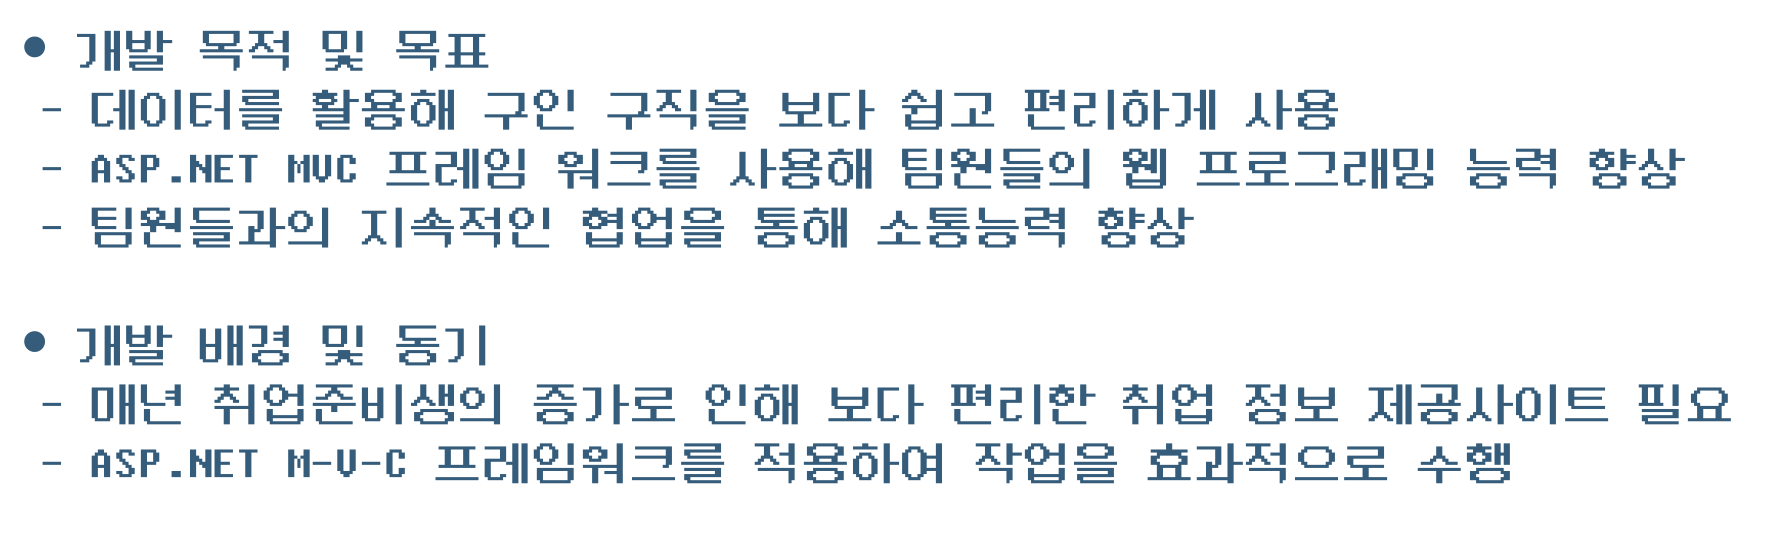 ● 개발 목적 및 목표
- 데이터를 활용해 구인 구직을 보다 쉽고 편리하게 사용
- ASP.NET MVC 프레임 워크를 사용해 팀원들의 웹 프로그래밍 능력 향상
- 팀원들과의 지속적인 협업을 통해 소통능력 향상
● 개발 배경 및 동기
- 매년 취업준비생의 증가로 인해 보다 편리한 취업 정보 제공사이트 필요
- ASP.NET M-V-C 프레임워크를 적용하여 작업을 효과적으로 수행